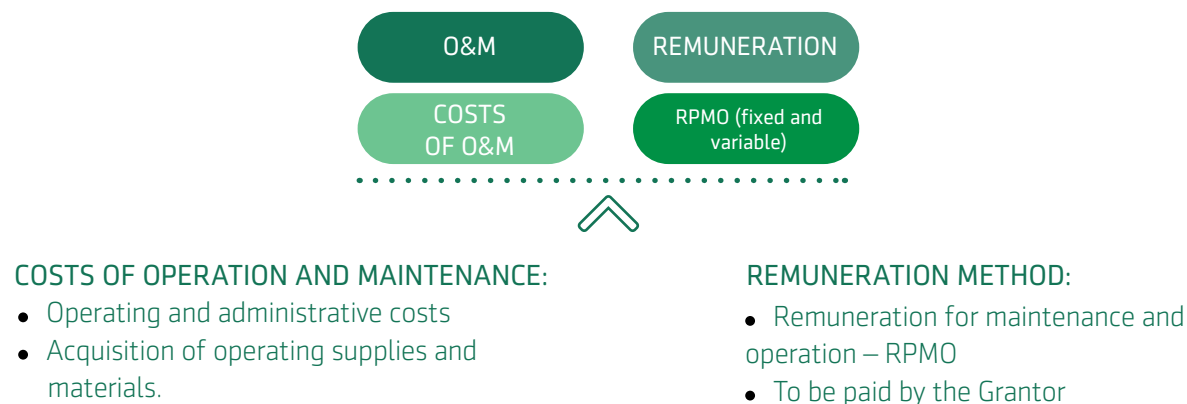 O&M
REMUNERATION
COSTS
OF O&M
RPMO (fixed and
variable)
COSTS OF OPERATION AND MAINTENANCE:
• Operating and administrative costs
• Acquisition of operating supplies and
materials.
REMUNERATION METHOD:
• Remuneration for maintenance and
operation – RPMO
• To be paid by the Grantor